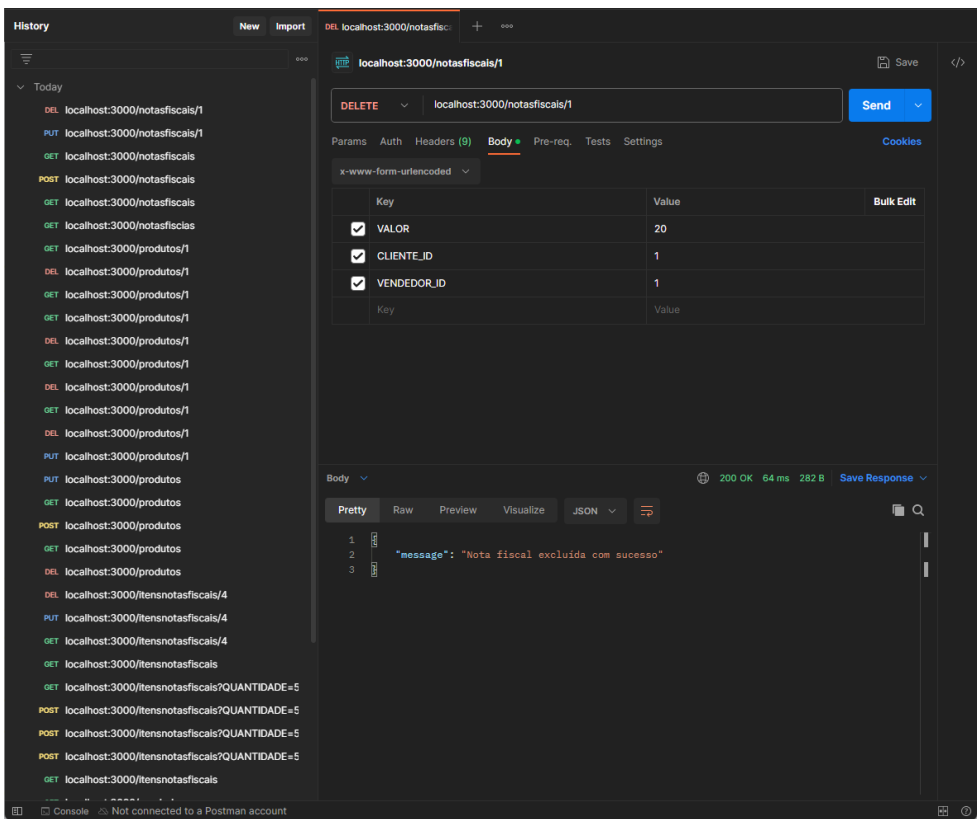 History
New
Import
Today
DEL localhost:3000/notasfiscais/1
PUT localhost:3000/notasfiscais/1
GET localhost:3000/notasfiscais
POST localhost:3000/notasfiscais
GET localhost:3000/notasfiscais
GET localhost:3000/notasfiscias
GET localhost:3000/produtos/1
DEL localhost:3000/produtos/1
GET localhost:3000/produtos/1
GET localhost:3000/produtos/1
DEL localhost:3000/produtos/1
GET localhost:3000/produtos/1
DEL localhost:3000/produtos/1
GET localhost:3000/produtos/1
DEL localhost:3000/produtos/1
PUT localhost:3000/produtos/1
PUT localhost:3000/produtos
GET localhost:3000/produtos
POST localhost:3000/produtos
GET localhost:3000/produtos
DEL localhost:3000/produtos
DEL localhost:3000/itensnotasfiscais/4
PUT localhost:3000/itensnotasfiscais/4
GET localhost:3000/itensnotasfiscais/4
GET localhost:3000/itensnotasfiscais
GET localhost:3000/itensnotasfiscais?QUANTIDADE=5
POST localhost:3000/itensnotasfiscais?QUANTIDADE=5
POST localhost:3000/itensnotasfiscais?QUANTIDADE=5
POST localhost:3000/itensnotasfiscais?QUANTIDADE=5
GET localhost:3000/itensnotasfiscais
DEL localhost:3000/notasfisc
HTTP localhost:3000/notasfiscais/1
Save
</>
DELETE localhost:3000/notasfiscais/1
Send
Params Auth Headers (9) Body Pre-req. Tests Settings
Cookies
x-www-form-urlencoded
Key Value Bulk Edit
VALOR 20
CLIENTE_ID 1
VENDEDOR_ID 1
Key Value
Body
200 OK 64 ms 282 B Save Response
Pretty Raw Preview Visualize JSON
1 {
2 "message": "Nota fiscal excluída com sucesso"
3 }
Console Not connected to a Postman account